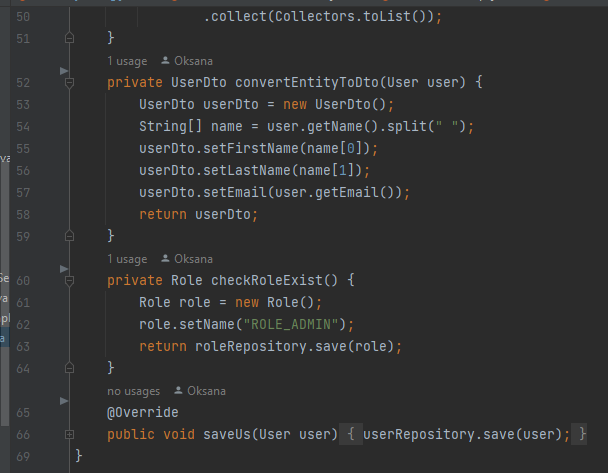 50 .collect(Collectors.toList());
51 }
1 usage Oksana
52 private UserDto convertEntityToDto(User user) {
53 UserDto userDto = new UserDto();
54 String[] name = user.getName().split(" ");
55 userDto.setFirstName(name[0]);
56 userDto.setLastName(name[1]);
57 userDto.setEmail(user.getEmail());
58 return userDto;
59 }
1 usage Oksana
60 private Role checkRoleExist() {
61 Role role = new Role();
62 role.setName("ROLE_ADMIN");
63 return roleRepository.save(role);
64 }
no usages Oksana
65 @Override
66 public void saveUs(User user) { userRepository.save(user); }
69 }